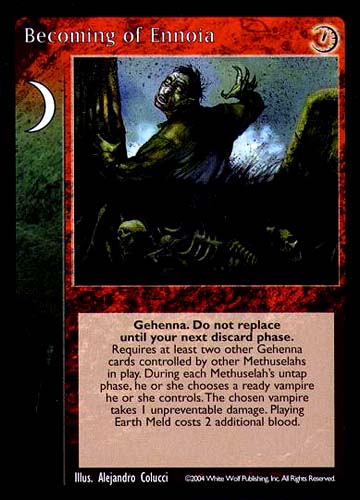 Becoming of Ennoia
Gehenna. Do not replace
until your next discard phase.
Requires at least two other Gehenna
cards controlled by other Methuselahs
in play. During each Methuselah's untap
phase, he or she chooses a ready vampire
he or she controls. The chosen vampire
takes 1 unpreventable damage. Playing
Earth Meld costs 2 additional blood.
Illus. Alejandro Colucci ©2004 White Wolf Publishing, Inc. All Rights Reserved.